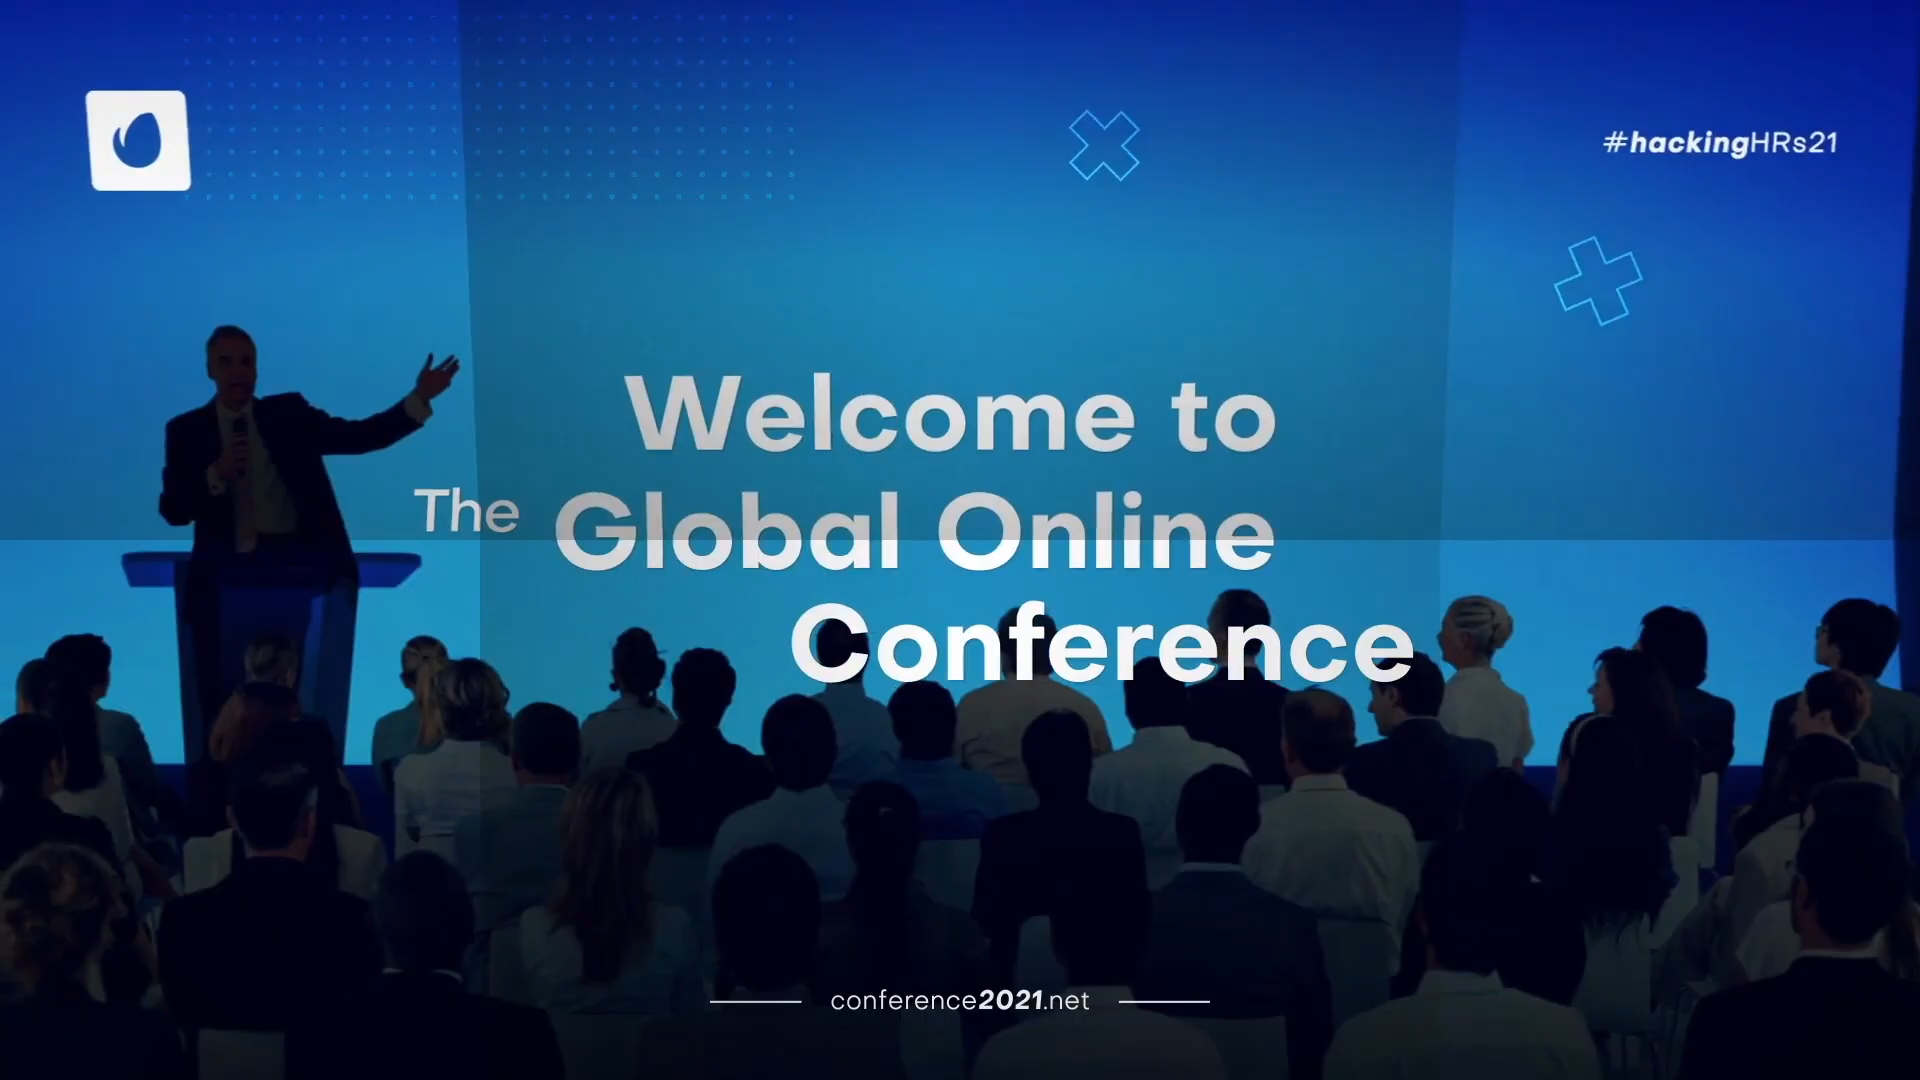 #hackingHRs21
Welcome to
The Global Online
Conference
conference2021.net